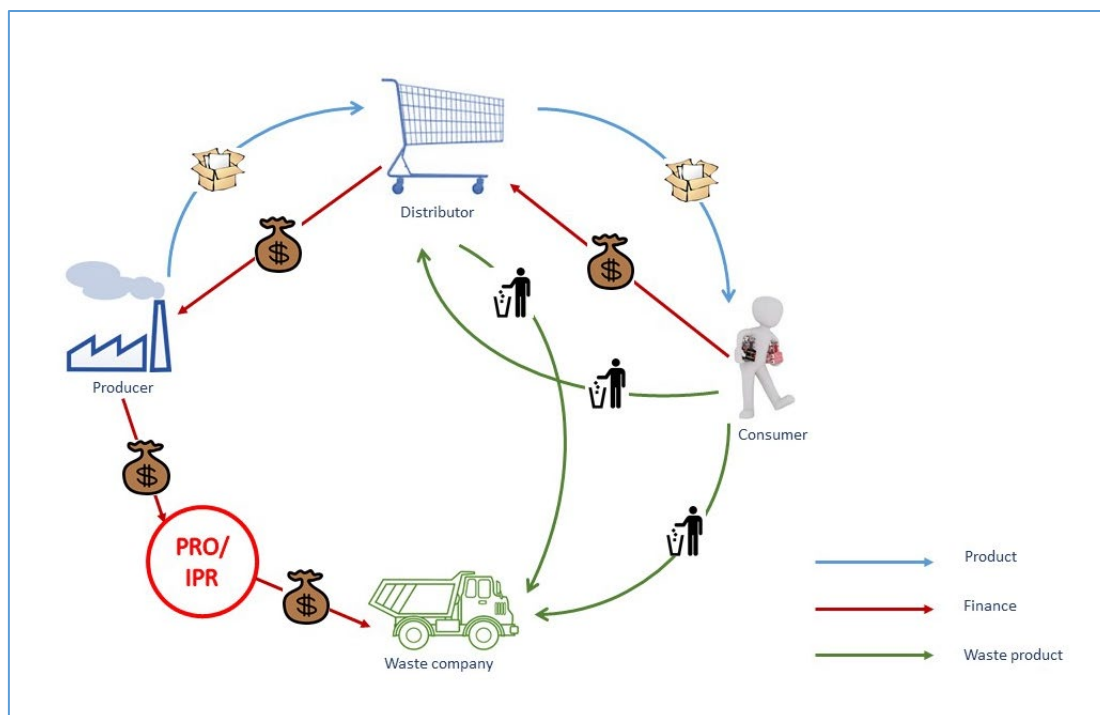 Distributor
Producer
Consumer
PRO/
IPR
Waste company
Product
Finance
Waste product
$
$
$
$